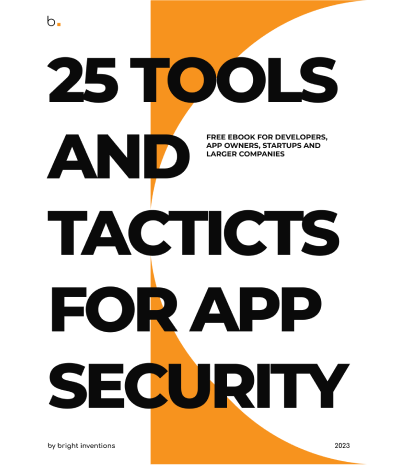 b.
25 TOOLS
AND
FREE EBOOK FOR DEVELOPERS,
APP OWNERS, STARTUPS AND
LARGER COMPANIES
TACTICTS
FOR APP
SECURITY
by bright inventions
2023